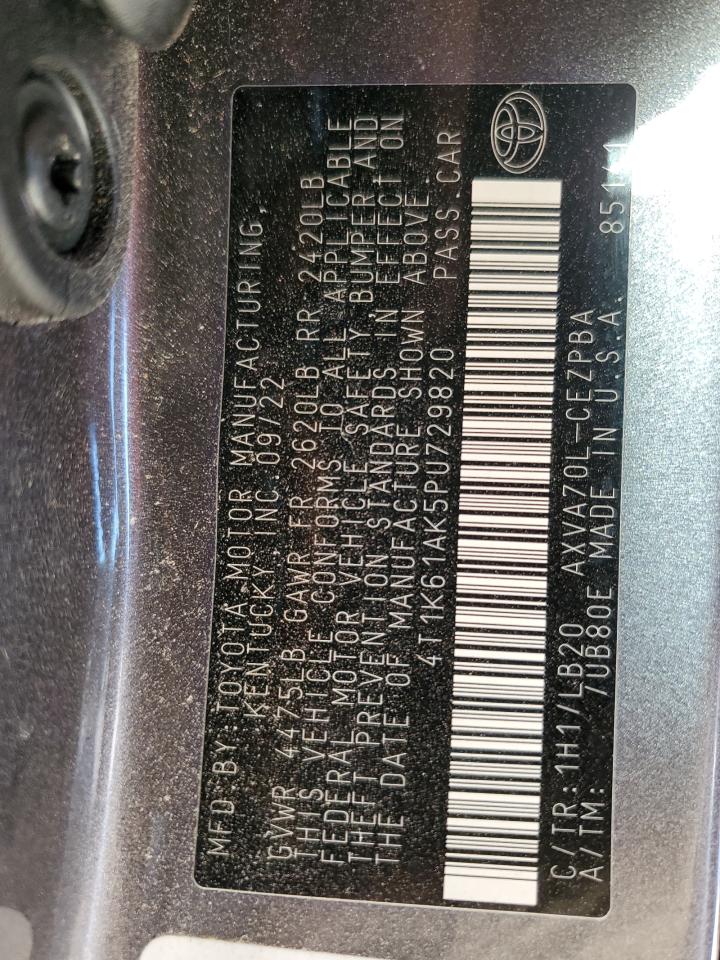 MFD.BY:TOYOTA MOTOR MANUFACTURING,
KENTUCKY INC. 09/22
GVWR 4475LB GAWR FR 2620LB RR 2420LB
THIS VEHICLE CONFORMS TO ALL APPLICABLE
FEDERAL MOTOR VEHICLE SAFETY, BUMPER AND
THEFT PREVENTION STANDARDS IN EFFECT ON
THE DATE OF MANUFACTURE SHOWN ABOVE.
4T1K61AK5PU729820 PASS.CAR
C/TR:1H1/LB20 AXVA70L-CEZPBA
A/TM: /UB80E MADE IN U.S.A.